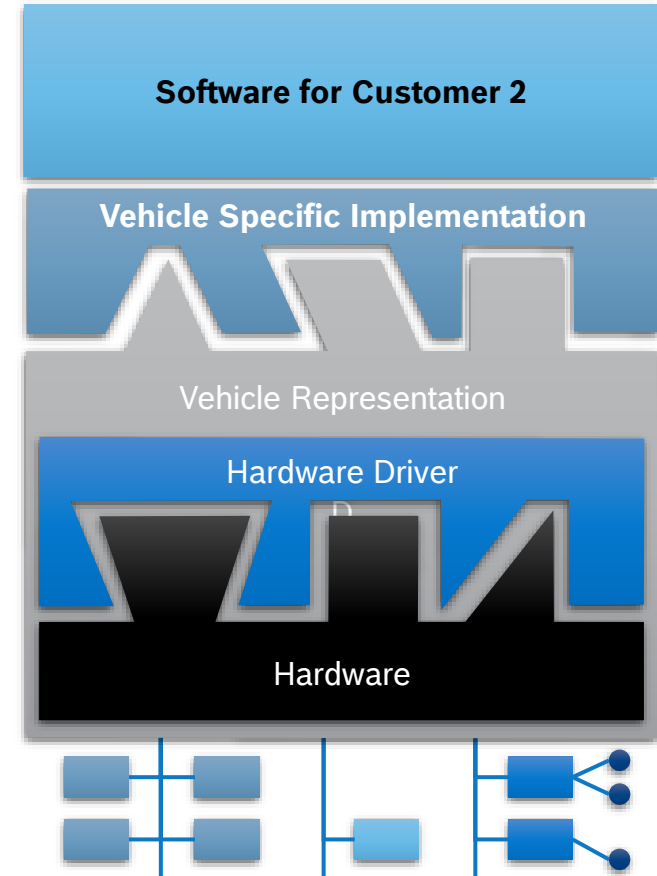 Software for Customer 2
Vehicle Specific Implementation
Vehicle Representation
Hardware Driver
D
Hardware